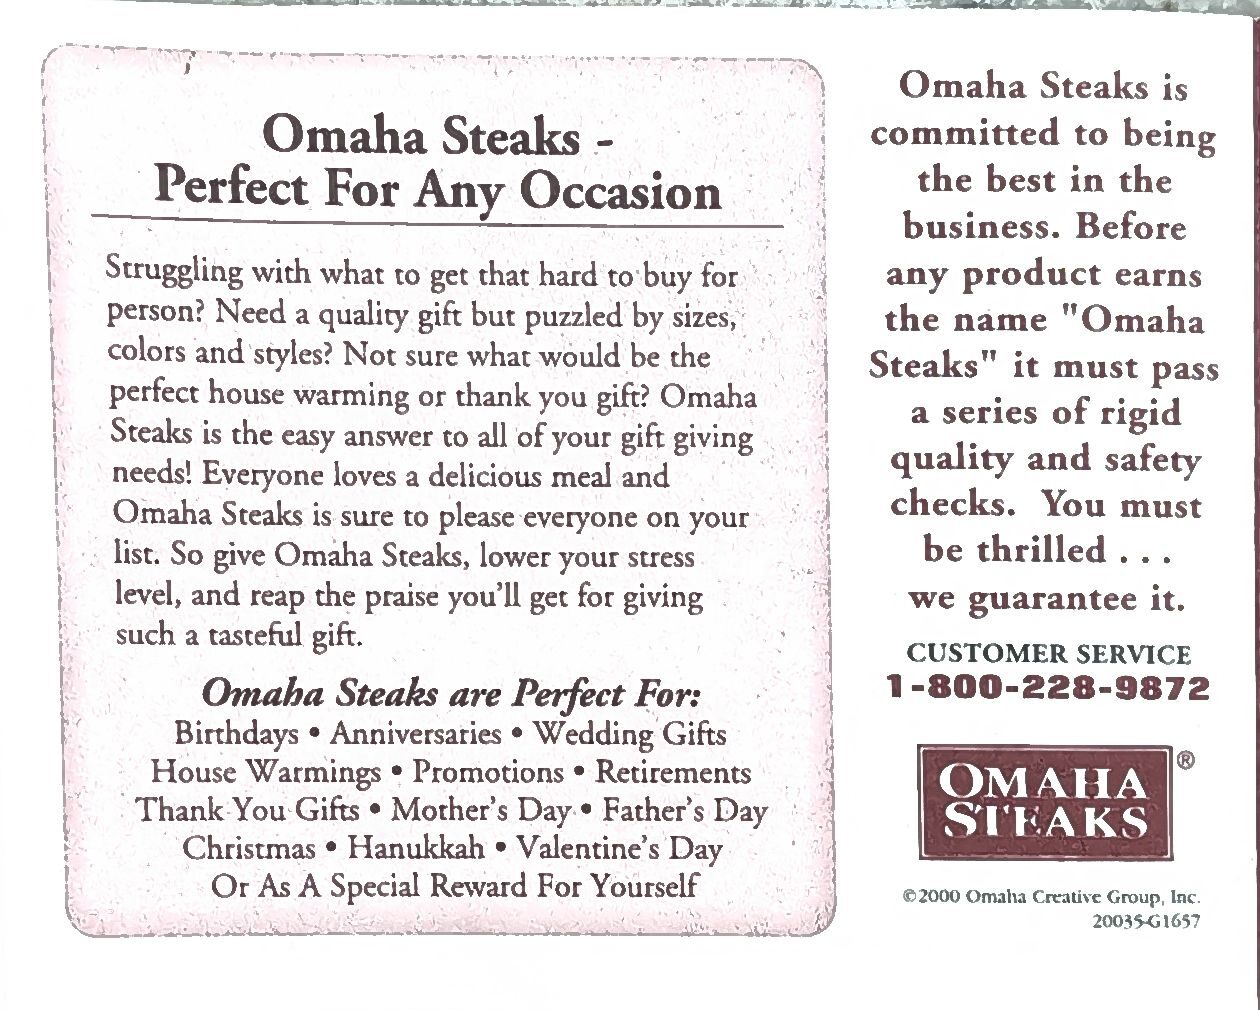 Omaha Steaks -
Perfect For Any Occasion
Struggling with what to get that hard to buy for
person? Need a quality gift but puzzled by sizes,
colors and styles? Not sure what would be the
perfect house warming or thank you gift? Omaha
Steaks is the easy answer to all of your gift giving
needs! Everyone loves a delicious meal and
Omaha Steaks is sure to please everyone on your
list. So give Omaha Steaks, lower your stress
level, and reap the praise you'll get for giving
such a tasteful gift.
Omaha Steaks are Perfect For:
Birthdays • Anniversaries • Wedding Gifts
House Warmings • Promotions • Retirements
Thank You Gifts • Mother's Day • Father's Day
Christmas • Hanukkah • Valentine's Day
Or As A Special Reward For Yourself
Omaha Steaks is
committed to being
the best in the
business. Before
any product earns
the name "Omaha
Steaks" it must pass
a series of rigid
quality and safety
checks. You must
be thrilled . . .
we guarantee it.
CUSTOMER SERVICE
1-800-228-9872
OMAHA
STEAKS®
©2000 Omaha Creative Group, Inc.
20035-G1657